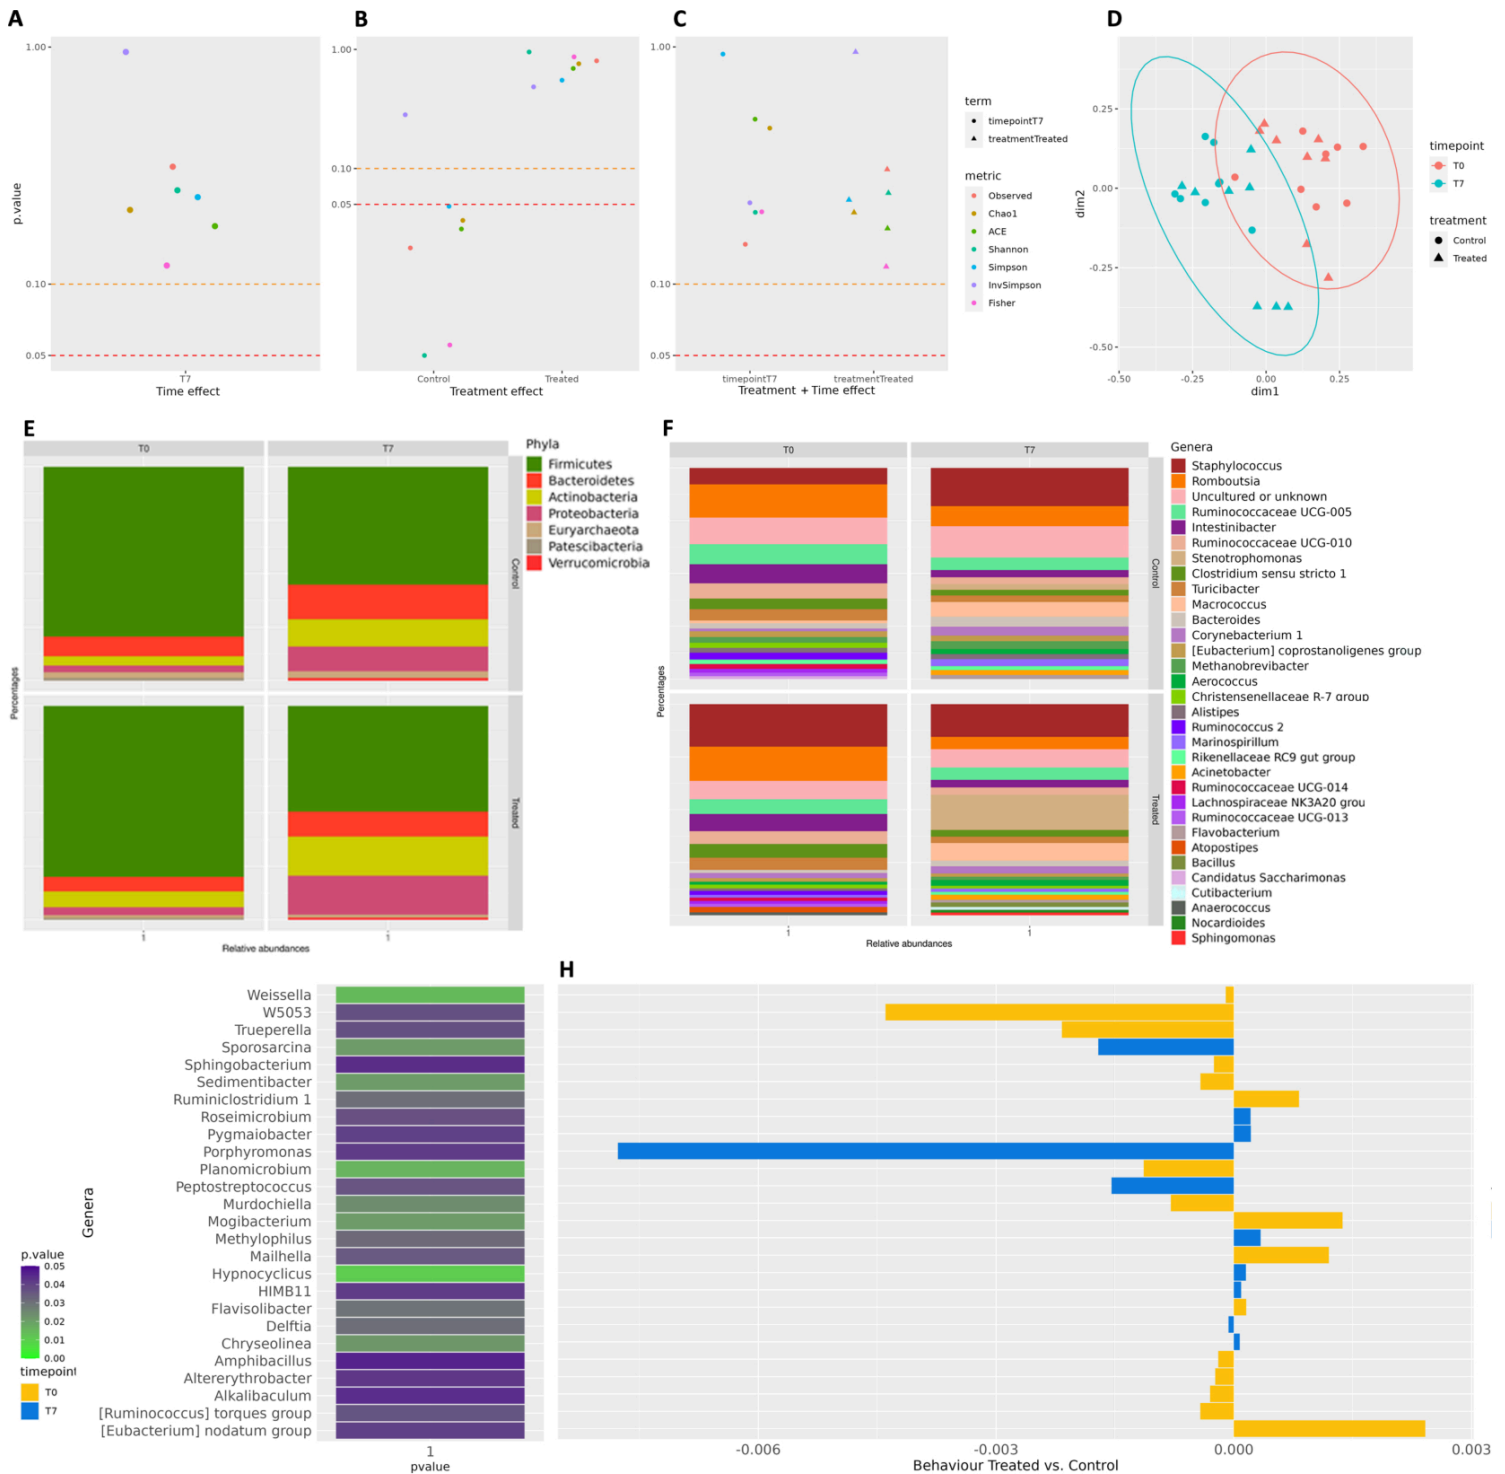 A
p.value
1.00
0.10
0.05
T7
Time effect
B
1.00
0.10
0.05
Control
Treated
Treatment effect
C
1.00
0.10
0.05
timepointT7
treatmentTreated
Treatment + Time effect
term
timepointT7
treatmentTreated
metric
Observed
Chao1
ACE
Shannon
Simpson
InvSimpson
Fisher
D
dim2
0.25
0.00
-0.25
-0.50
-0.50
-0.25
0.00
0.25
dim1
timepoint
T0
T7
treatment
Control
Treated
E
T0
T7
Control
Treated
Percentages
1
1
Relative abundances
Phyla
Firmicutes
Bacteroidetes
Actinobacteria
Proteobacteria
Euryarchaeota
Patescibacteria
Verrucomicrobia
F
T0
T7
Control
Treated
Percentages
1
1
Relative abundances
Genera
Staphylococcus
Romboutsia
Uncultured or unknown
Ruminococcaceae UCG-005
Intestinibacter
Ruminococcaceae UCG-010
Stenotrophomonas
Clostridium sensu stricto 1
Turicibacter
Macrococcus
Bacteroides
Corynebacterium 1
[Eubacterium] coprostanoligenes group
Methanobrevibacter
Aerococcus
Christensenellaceae R-7 group
Alistipes
Ruminococcus 2
Marinospirillum
Rikenellaceae RC9 gut group
Acinetobacter
Ruminococcaceae UCG-014
Lachnospiraceae NK3A20 grou
Ruminococcaceae UCG-013
Flavobacterium
Atopostipes
Bacillus
Candidatus Saccharimonas
Cutibacterium
Anaerococcus
Nocardioides
Sphingomonas
Genera
Weissella
W5053
Trueperella
Sporosarcina
Sphingobacterium
Sedimentibacter
Ruminiclostridium 1
Roseimicrobium
Pygmaiobacter
Porphyromonas
Planomicrobium
Peptostreptococcus
Murdochiella
Mogibacterium
Methylophilus
Mailhella
Hypnocyclicus
HIMB11
Flavisolibacter
Delftia
Chryseolinea
Amphibacillus
Altererythrobacter
Alkalibaculum
[Ruminococcus] torques group
[Eubacterium] nodatum group
1
pvalue
p.value
0.05
0.04
0.03
0.02
0.01
0.00
timepoint
T0
T7
H
-0.006
-0.003
0.000
0.003
Behaviour Treated vs. Control